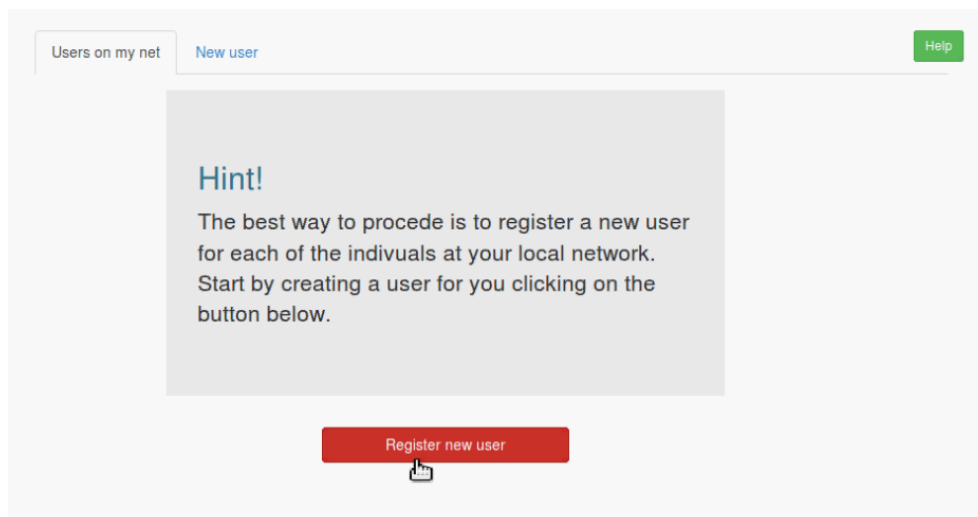 Users on my net
New user
Help
Hint!
The best way to procede is to register a new user
for each of the indivuals at your local network.
Start by creating a user for you clicking on the
button below.
Register new user